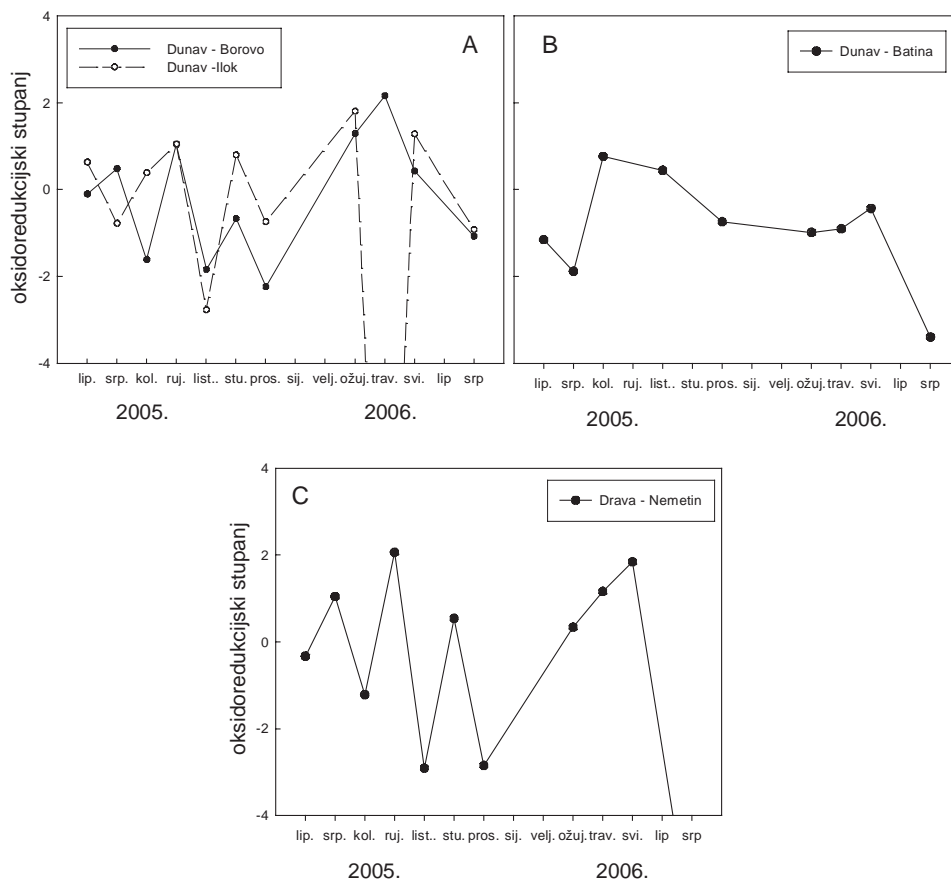 A
Dunav - Borovo
Dunav -Ilok
oksidoredukcijski stupanj
4
2
0
-2
-4
lip. srp. kol. ruj. list.. stu. pros. sij. velj. ožuj. trav. svi. lip srp
2005. 2006.
B
Dunav - Batina
lip. srp. kol. ruj. list.. stu. pros. sij. velj. ožuj. trav. svi. lip srp
2005. 2006.
C
Drava - Nemetin
oksidoredukcijski stupanj
4
2
0
-2
-4
lip. srp. kol. ruj. list.. stu. pros. sij. velj. ožuj. trav. svi. lip srp
2005. 2006.